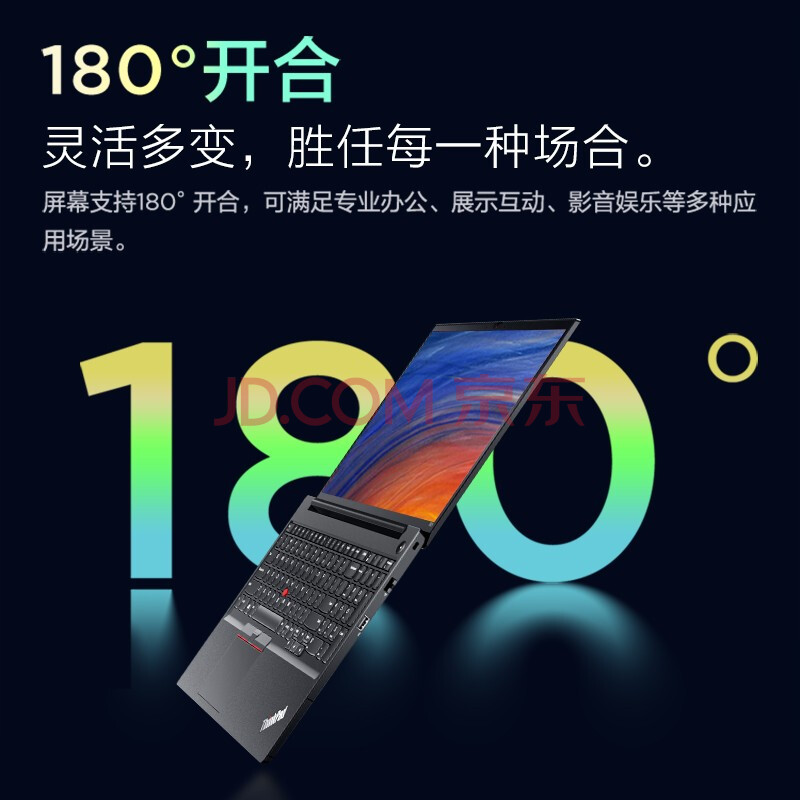 180°开合
灵活多变，胜任每一种场合。
屏幕支持180°开合，可满足专业办公、展示互动、影音娱乐等多种应
用场景。
180°
JD.COM 京东
ThinkPad